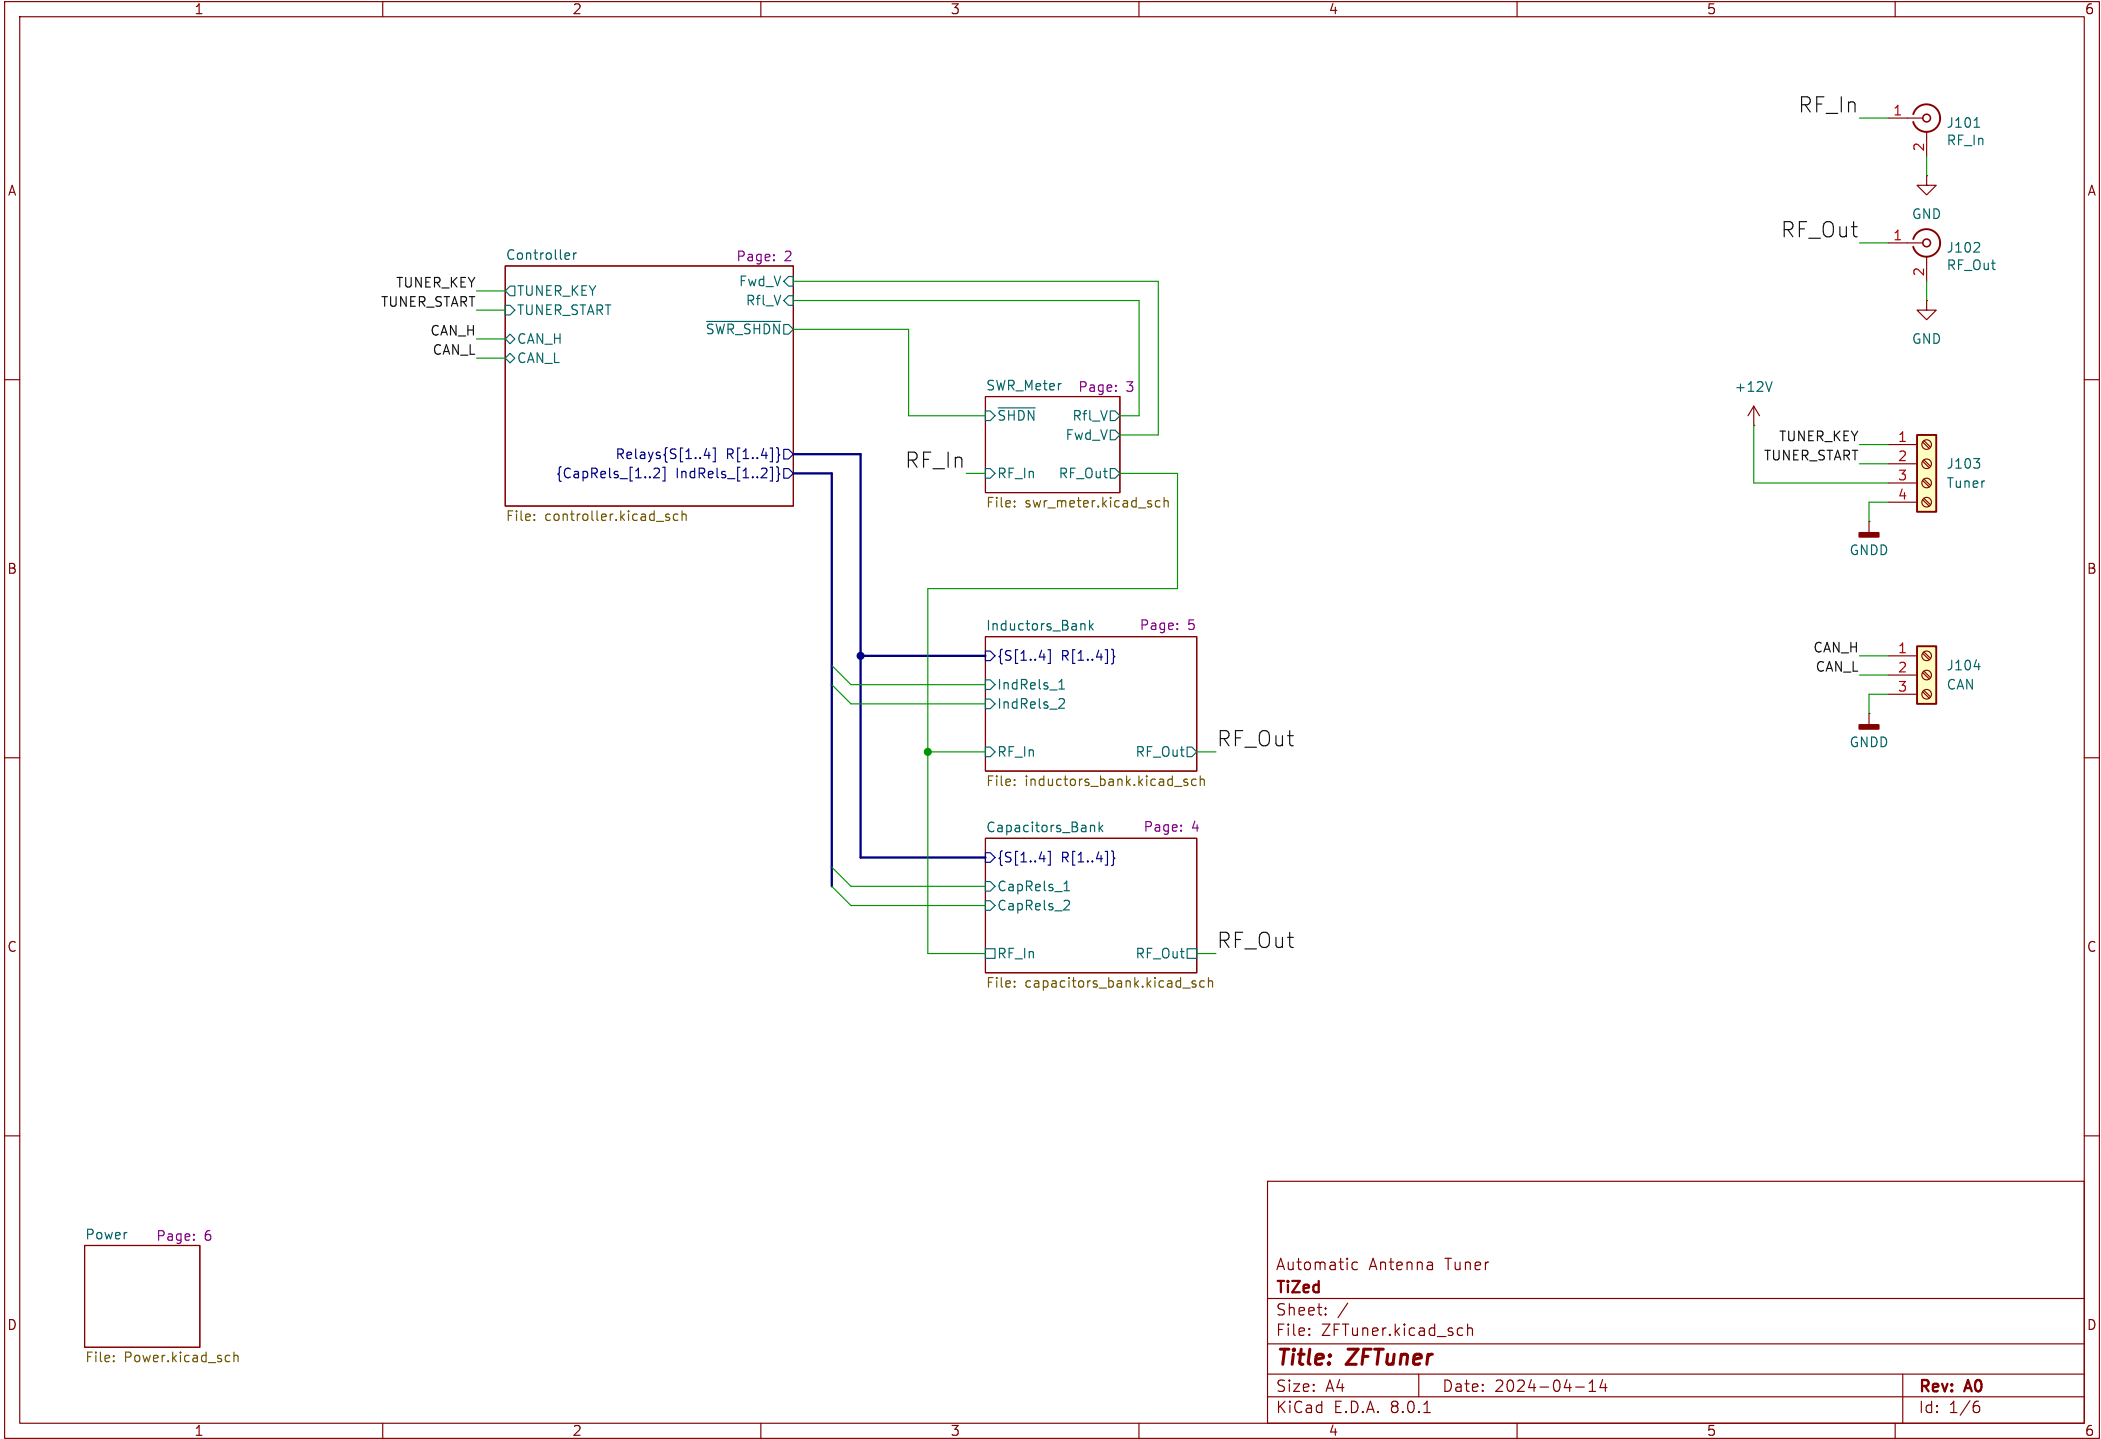 1 2 3 4 5 6
A A
B B
C C
D D
Controller Page: 2
TUNER_KEY
TUNER_START
CAN_H
CAN_L
TUNER_KEY
TUNER_START
CAN_H
CAN_L
Fwd_V
Rfl_V
SWR_SHDN
Relays{S[1..4] R[1..4]}
{CapRels_[1..2] IndRels_[1..2]}
File: controller.kicad_sch
SWR_Meter Page: 3
SHDN
RF_In
RF_In
Rfl_V
Fwd_V
RF_Out
File: swr_meter.kicad_sch
Inductors_Bank Page: 5
{S[1..4] R[1..4]}
IndRels_1
IndRels_2
RF_In RF_Out
RF_Out
File: inductors_bank.kicad_sch
Capacitors_Bank Page: 4
{S[1..4] R[1..4]}
CapRels_1
CapRels_2
RF_In RF_Out
RF_Out
File: capacitors_bank.kicad_sch
RF_In
1
2
J101
RF_In
GND
RF_Out
1
2
J102
RF_Out
GND
+12V
TUNER_KEY 1
TUNER_START 2
3
4
J103
Tuner
GNDD
CAN_H 1
CAN_L 2
3
J104
CAN
GNDD
Power Page: 6
File: Power.kicad_sch
Automatic Antenna Tuner
TiZed
Sheet: /
File: ZFTuner.kicad_sch
Title: ZFTuner
Size: A4 Date: 2024-04-14 Rev: A0
KiCad E.D.A. 8.0.1 Id: 1/6
1 2 3 4 5 6